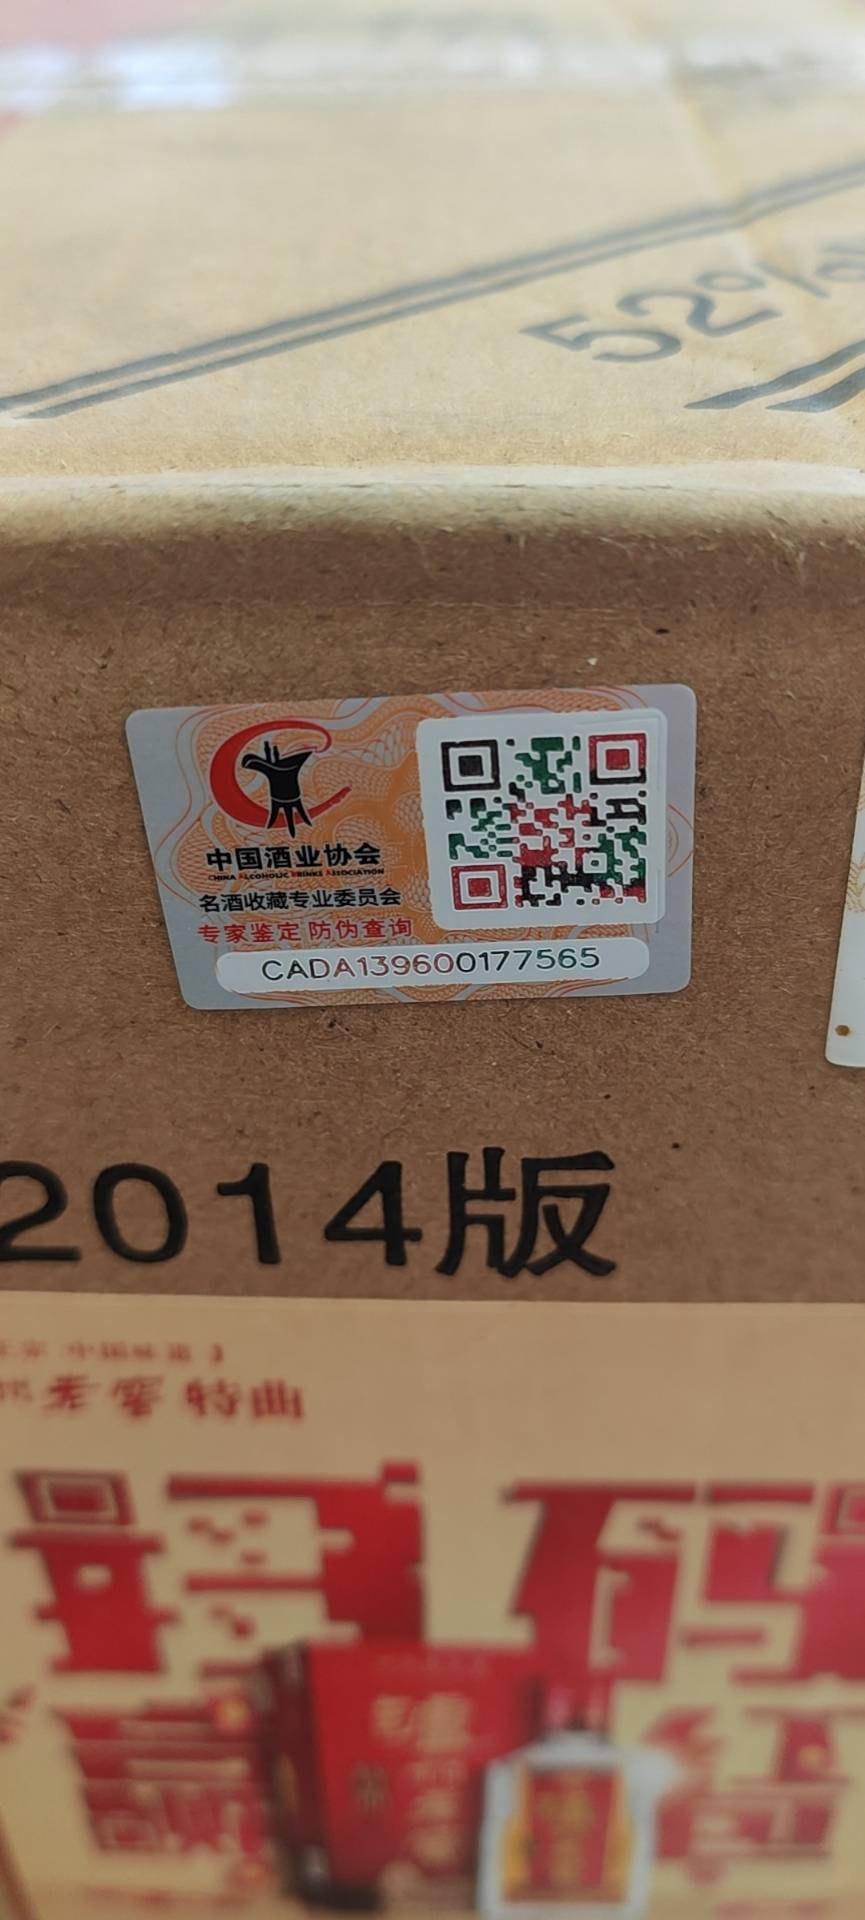 52%
中国酒业协会
CHINA ALCOHOLIC DRINKS ASSOCIATION
名酒收藏专业委员会
专家鉴定 防伪查询
CADA139600177565
2014版
老窖 特曲
扫码